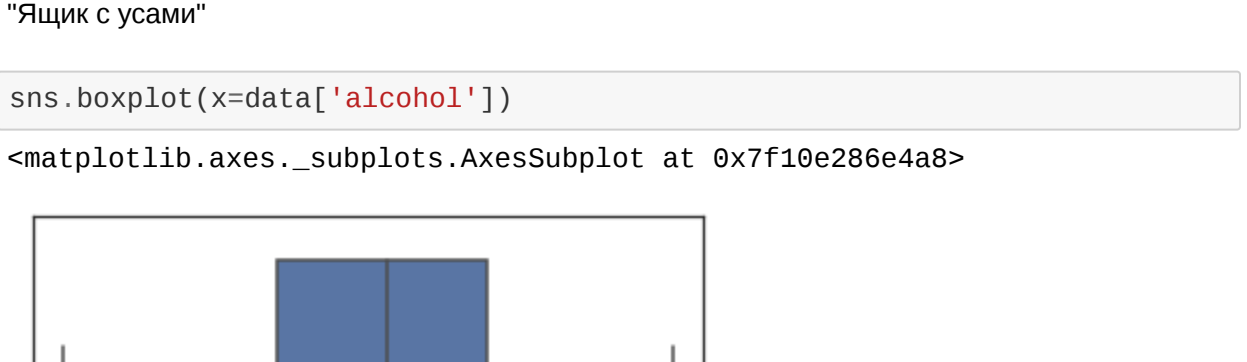 "Ящик с усами"
sns.boxplot(x=data['alcohol'])
<matplotlib.axes._subplots.AxesSubplot at 0x7f10e286e4a8>